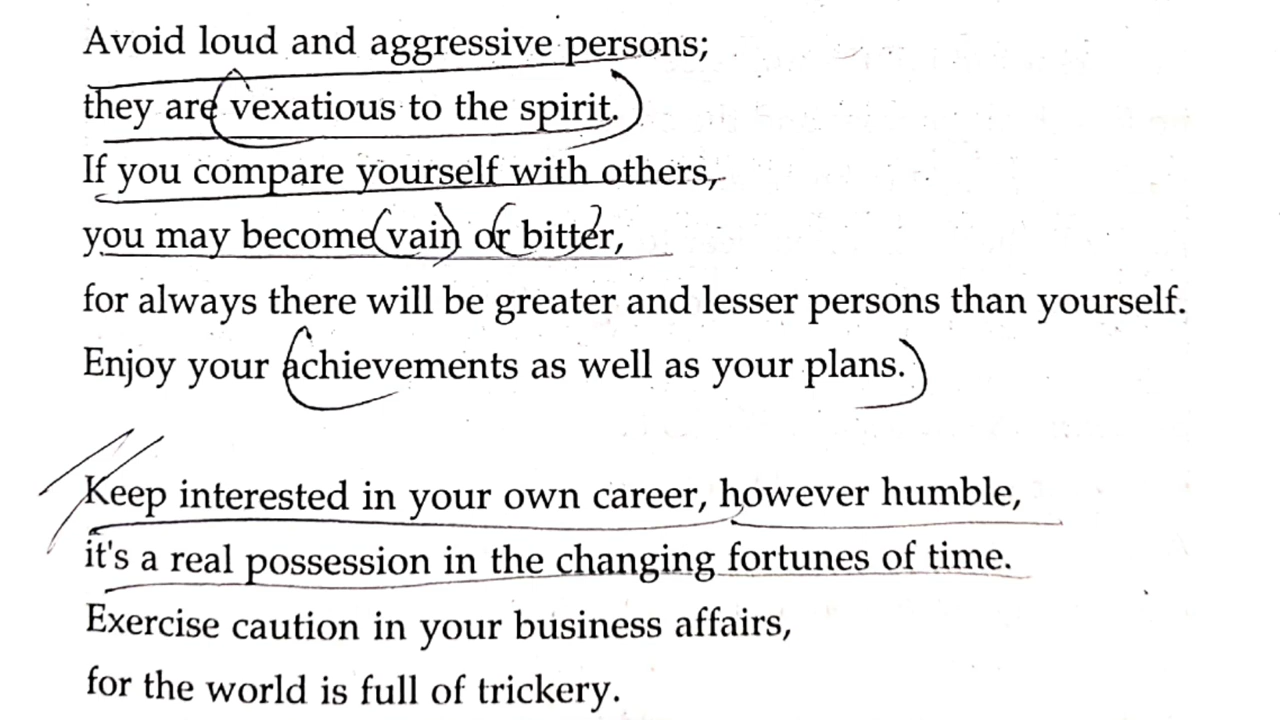 Avoid loud and aggressive persons;
they are vexatious to the spirit.
If you compare yourself with others,
you may become vain or bitter,
for always there will be greater and lesser persons than yourself.
Enjoy your achievements as well as your plans.
Keep interested in your own career, however humble,
it's a real possession in the changing fortunes of time.
Exercise caution in your business affairs,
for the world is full of trickery.